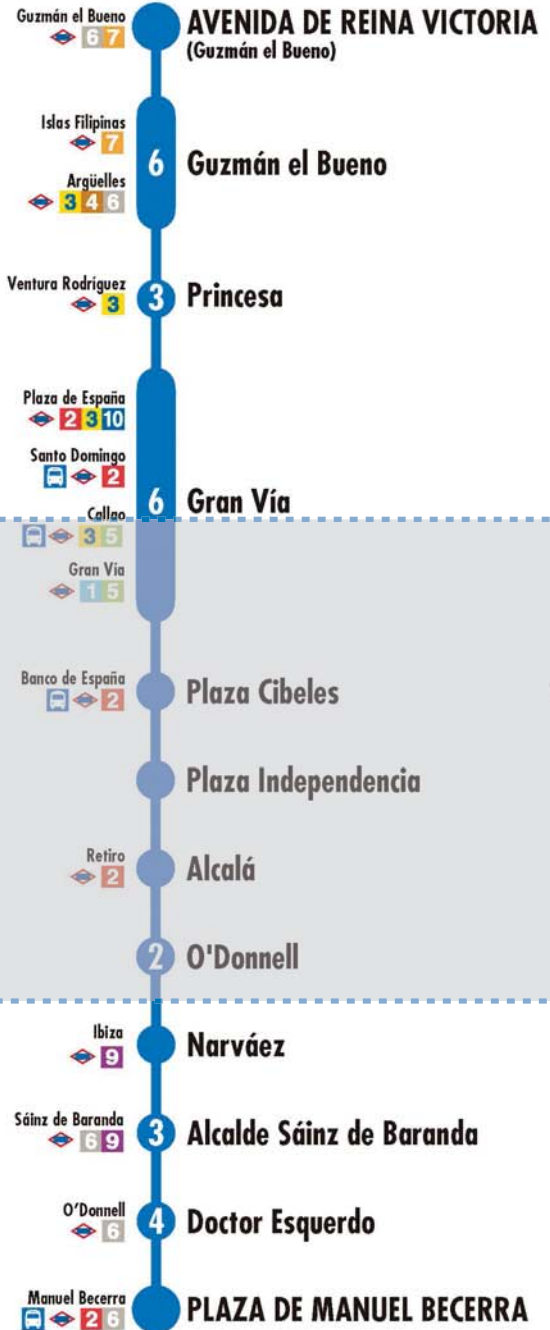 Guzmán el Bueno
6 7
AVENIDA DE REINA VICTORIA
(Guzmán el Bueno)
Islas Filipinas
7
Argüelles
3 4 6
6
Guzmán el Bueno
Ventura Rodríguez
3
3
Princesa
Plaza de España
2 3 10
Santo Domingo
2
Callao
3 5
6
Gran Vía
Gran Vía
1 5
Banco de España
2
Plaza Cibeles
Plaza Independencia
Retiro
2
Alcalá
2
O'Donnell
Ibiza
9
Narváez
Sáinz de Baranda
6 9
3
Alcalde Sáinz de Baranda
O'Donnell
6
4
Doctor Esquerdo
Manuel Becerra
2 6
PLAZA DE MANUEL BECERRA